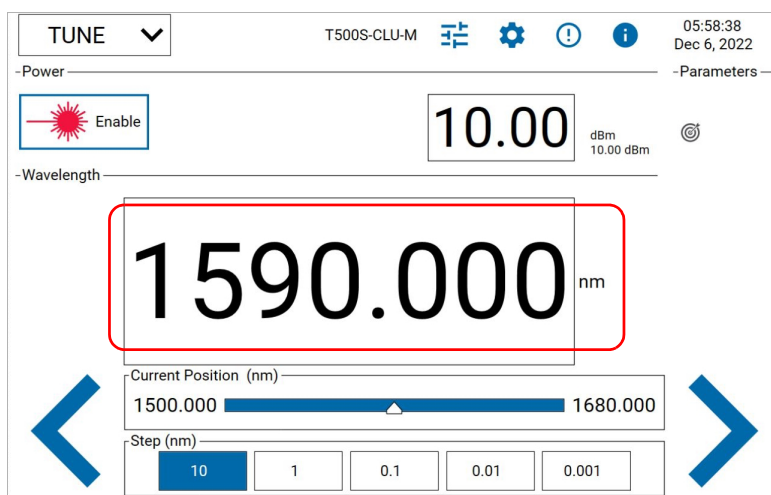 TUNE
T500S-CLU-M
05:58:38
Dec 6, 2022
Power
Parameters
Enable
10.00
dBm
10.00 dBm
Wavelength
1590.000
nm
Current Position (nm)
1500.000
1680.000
Step (nm)
10 1 0.1 0.01 0.001